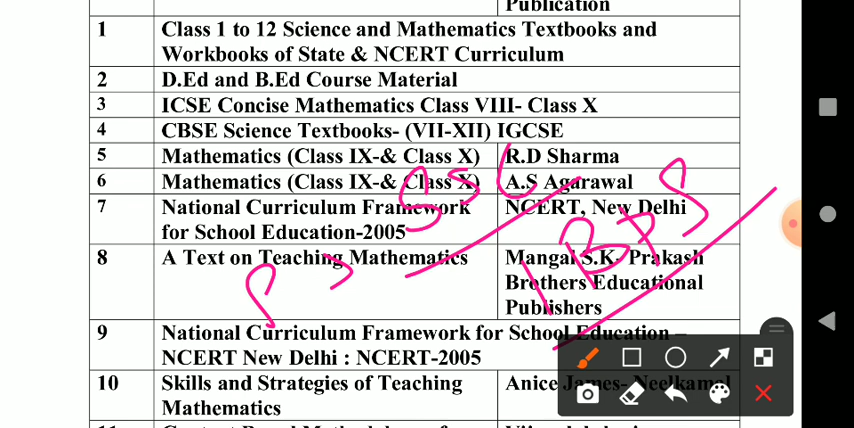 Publication
1 Class 1 to 12 Science and Mathematics Textbooks and
Workbooks of State & NCERT Curriculum
2 D.Ed and B.Ed Course Material
3 ICSE Concise Mathematics Class VIII- Class X
4 CBSE Science Textbooks- (VII-XII) IGCSE
5 Mathematics (Class IX-& Class X) R.D Sharma
6 Mathematics (Class IX-& Class X) A.S Agarawal
7 National Curriculum Framework NCERT, New Delhi
for School Education-2005
8 A Text on Teaching Mathematics Mangal S.K- Prakash
Brothers Educational
Publishers
SSC
IBPS
9 National Curriculum Framework for School Education –
NCERT New Delhi : NCERT-2005
10 Skills and Strategies of Teaching Anice James- Neelkamal
Mathematics